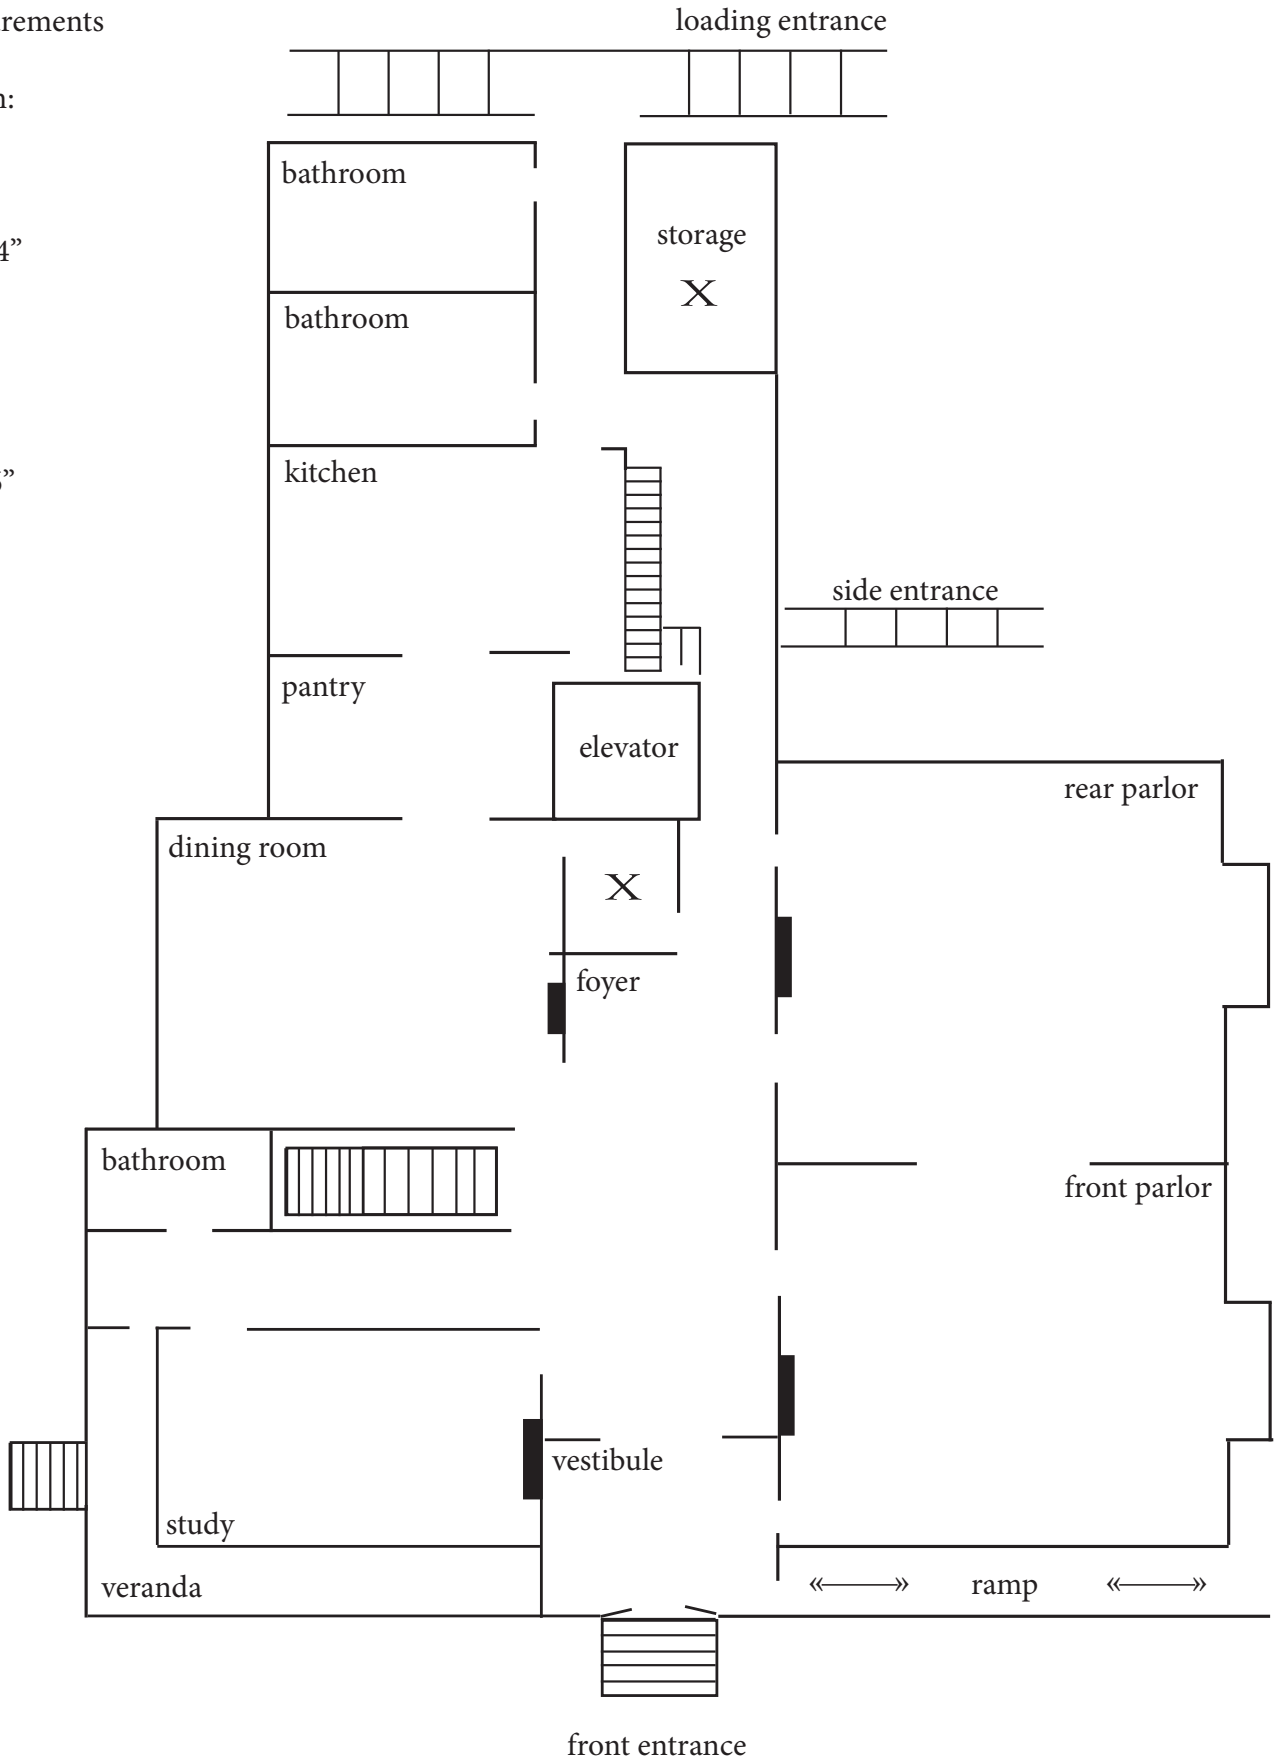 rements
loading entrance
n:
bathroom
4”
storage
X
bathroom
kitchen
”
side entrance
pantry
elevator
rear parlor
dining room
X
foyer
bathroom
front parlor
vestibule
study
veranda
«——» ramp «——»
front entrance